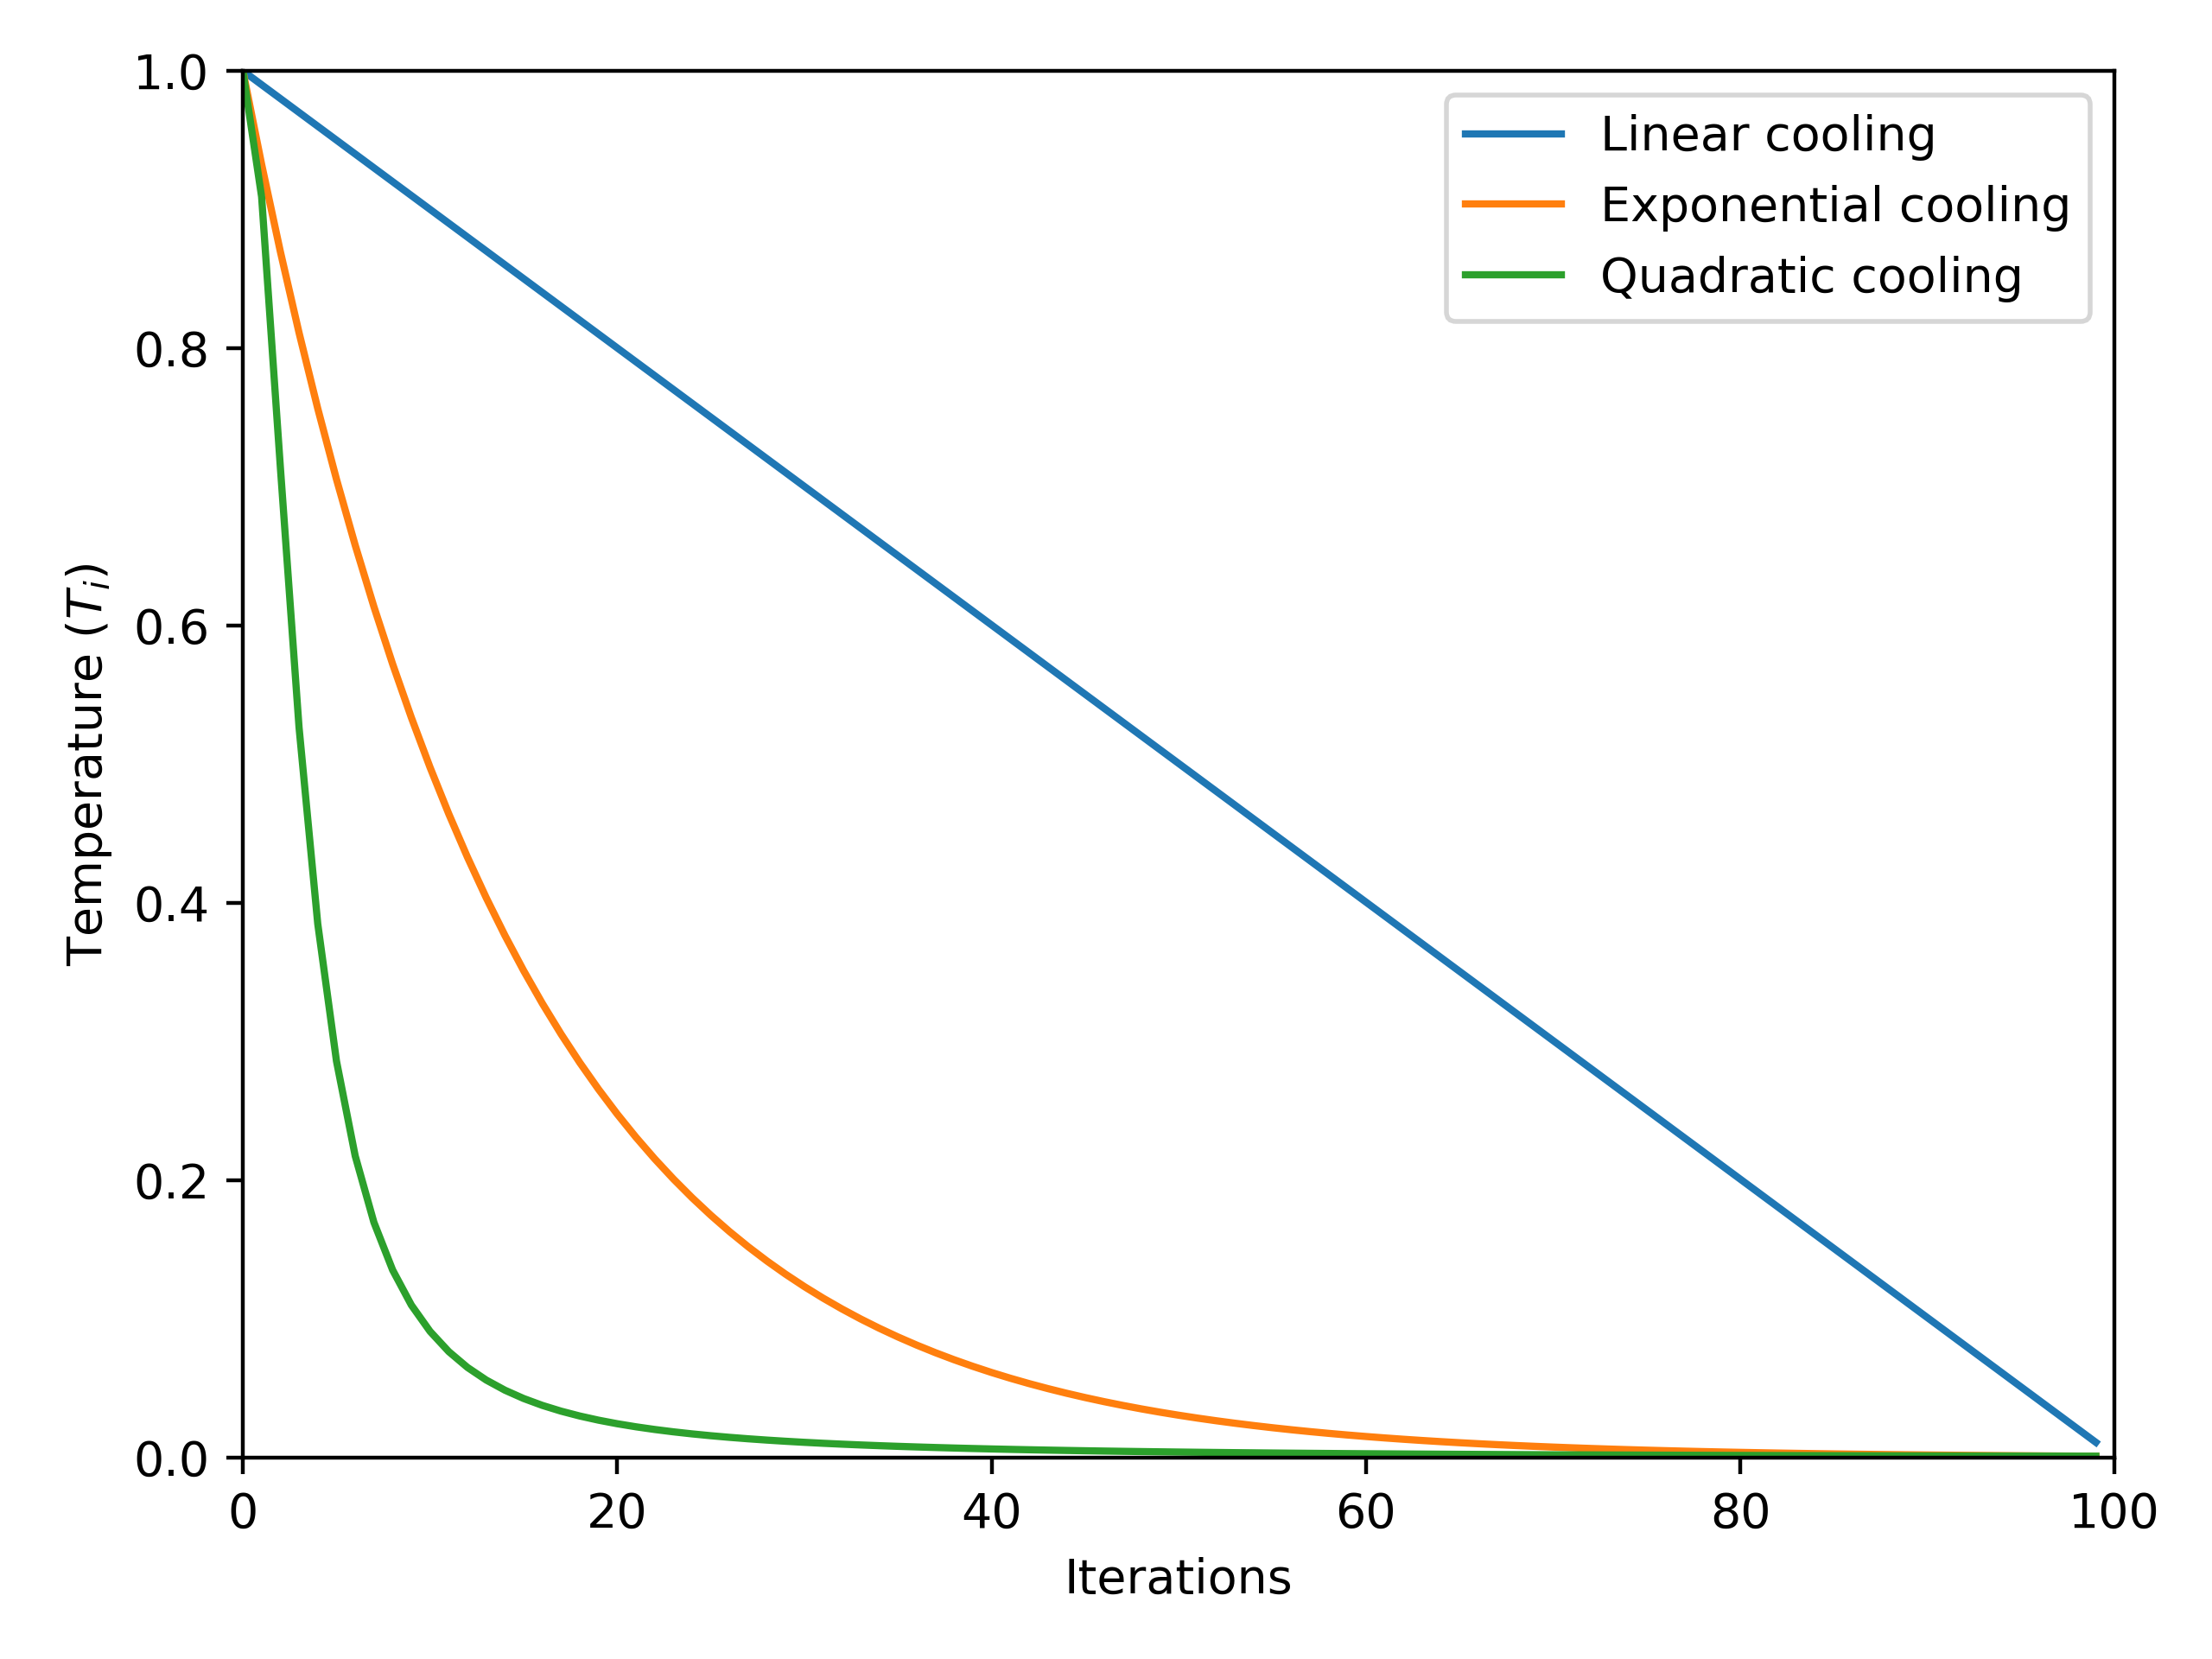 1.0
0.8
0.6
0.4
0.2
0.0
Temperature (Tᵢ)
Linear cooling
Exponential cooling
Quadratic cooling
0 20 40 60 80 100
Iterations